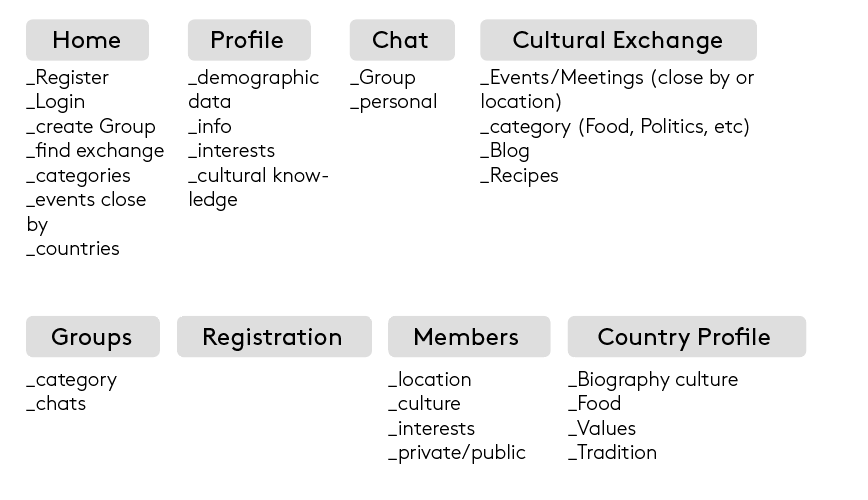 Home
_Register
_Login
_create Group
_find exchange
_categories
_events close
by
_countries
Profile
_demographic
data
_info
_interests
_cultural know-
ledge
Chat
_Group
_personal
Cultural Exchange
_Events/Meetings (close by or
location)
_category (Food, Politics, etc)
_Blog
_Recipes
Groups
_category
_chats
Registration
Members
_location
_culture
_interests
_private/public
Country Profile
_Biography culture
_Food
_Values
_Tradition